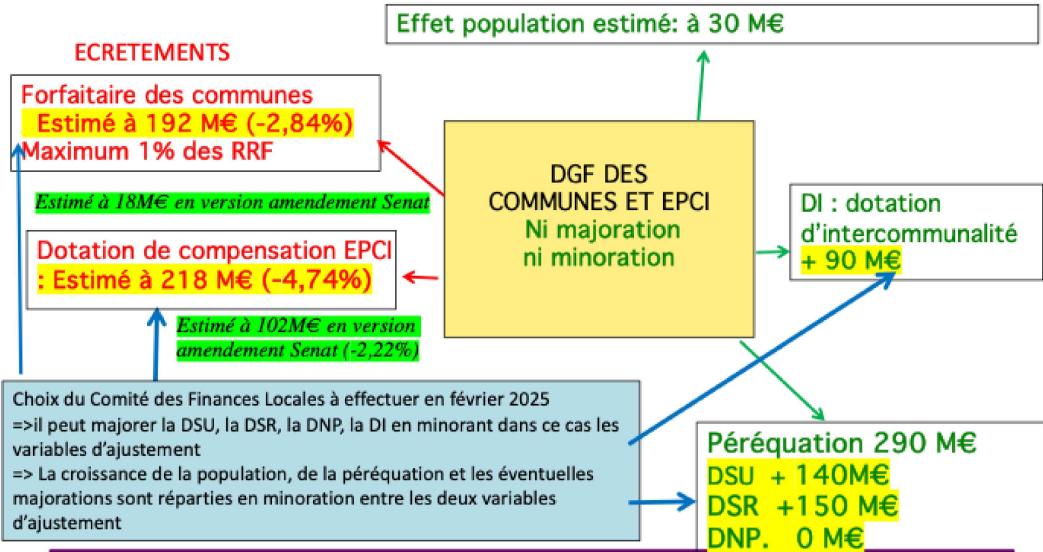 Effet population estimé: à 30 M€
ECRETEMENTS
Forfaitaire des communes
Estimé à 192 M€ (-2,84%)
Maximum 1% des RRF
Estimé à 18M€ en version amendement Senat
Dotation de compensation EPCI
: Estimé à 218 M€ (-4,74%)
Estimé à 102M€ en version
amendement Senat (-2,22%)
DGF DES
COMMUNES ET EPCI
Ni majoration
ni minoration
DI : dotation
d'intercommunalité
+ 90 M€
Choix du Comité des Finances Locales à effectuer en février 2025
=>il peut majorer la DSU, la DSR, la DNP, la DI en minorant dans ce cas les
variables d'ajustement
=> La croissance de la population, de la péréquation et les éventuelles
majorations sont réparties en minoration entre les deux variables
d'ajustement
Péréquation 290 M€
DSU + 140M€
DSR +150 M€
DNP. 0 M€